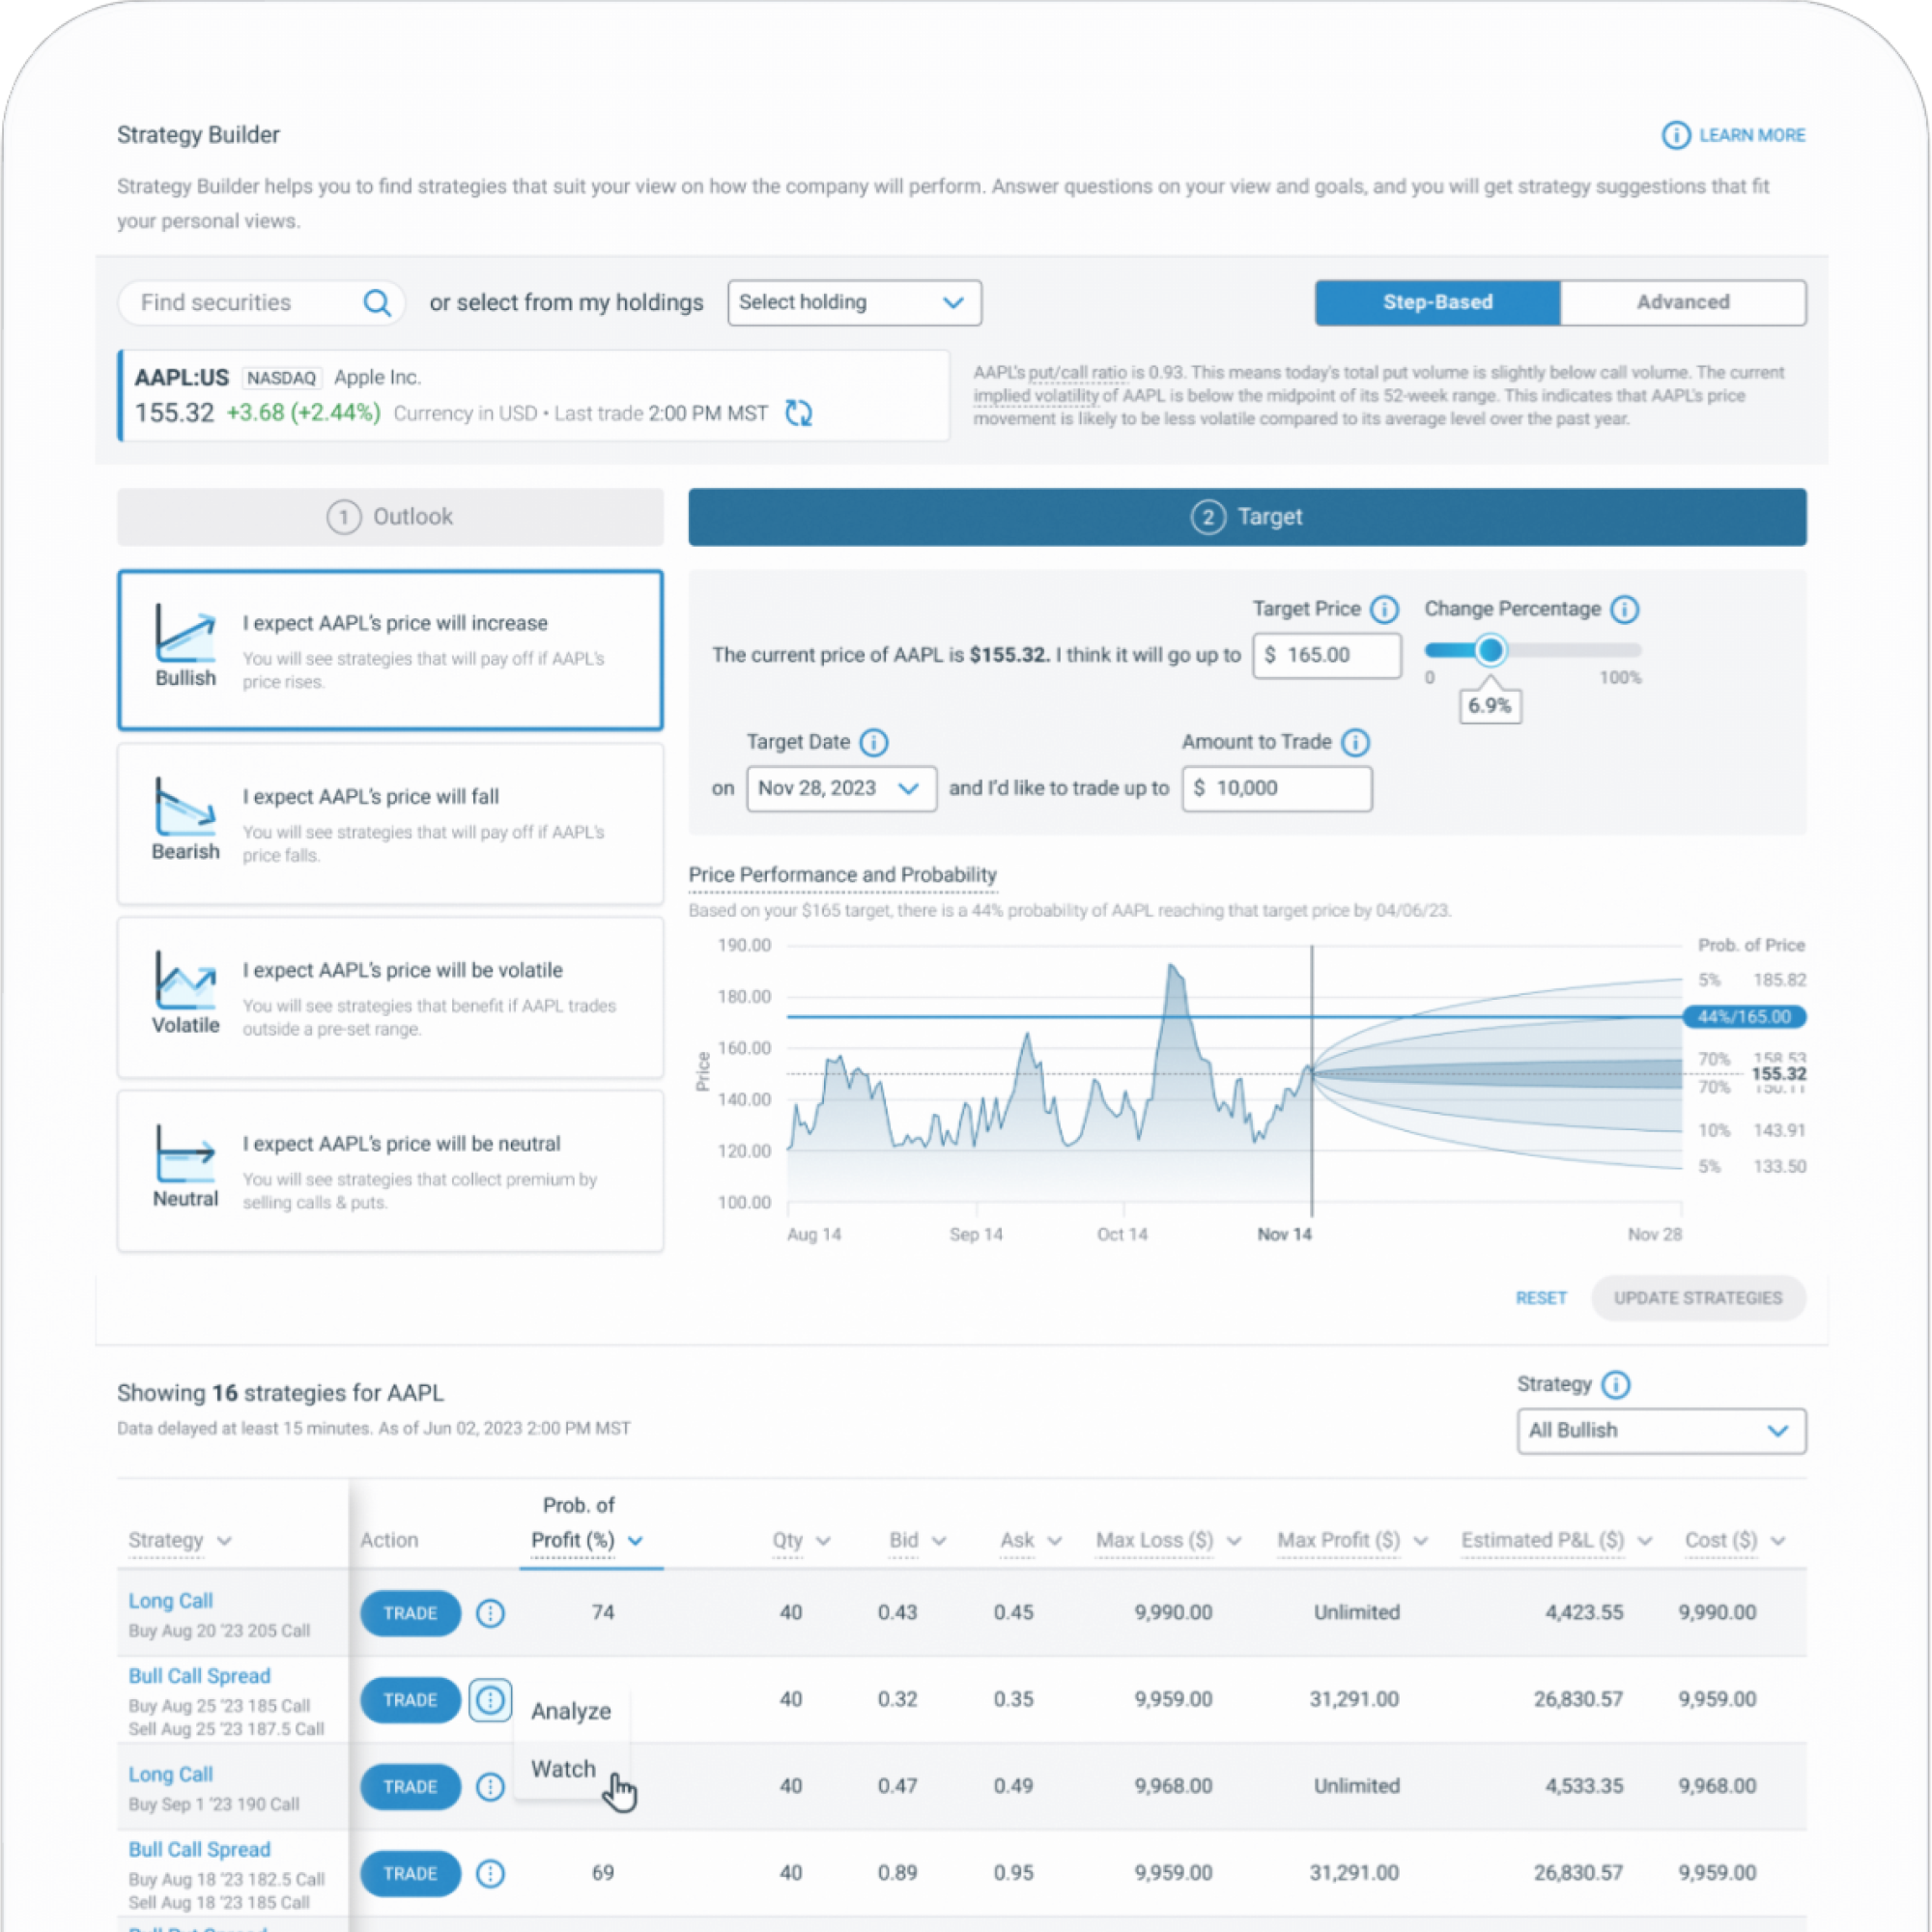 Strategy Builder
LEARN MORE
Strategy Builder helps you to find strategies that suit your view on how the company will perform. Answer questions on your view and goals, and you will get strategy suggestions that fit
your personal views.
Find securities
or select from my holdings
Select holding
Step-Based
Advanced
AAPL:US NASDAQ Apple Inc.
155.32 +3.68 (+2.44%) Currency in USD • Last trade 2:00 PM MST
AAPL's put/call ratio is 0.93. This means today's total put volume is slightly below call volume. The current
implied volatility of AAPL is below the midpoint of its 52-week range. This indicates that AAPL's price
movement is likely to be less volatile compared to its average level over the past year.
1 Outlook
2 Target
Bullish
I expect AAPL's price will increase
You will see strategies that will pay off if AAPL's
price rises.
Bearish
I expect AAPL's price will fall
You will see strategies that will pay off if AAPL's
price falls.
Volatile
I expect AAPL's price will be volatile
You will see strategies that benefit if AAPL trades
outside a pre-set range.
Neutral
I expect AAPL's price will be neutral
You will see strategies that collect premium by
selling calls & puts.
Target Price
Change Percentage
The current price of AAPL is $155.32. I think it will go up to
$ 165.00
0
100%
6.9%
Target Date
Amount to Trade
on
Nov 28, 2023
and I'd like to trade up to
$ 10,000
Price Performance and Probability
Based on your $165 target, there is a 44% probability of AAPL reaching that target price by 04/06/23.
Price
190.00
180.00
160.00
140.00
120.00
100.00
Aug 14
Sep 14
Oct 14
Nov 14
Nov 28
Prob. of Price
5% 185.82
44%/165.00
70% 158.53
155.32
70% 150.11
10% 143.91
5% 133.50
RESET
UPDATE STRATEGIES
Showing 16 strategies for AAPL
Data delayed at least 15 minutes. As of Jun 02, 2023 2:00 PM MST
Strategy
All Bullish
Strategy
Action
Prob. of
Profit (%)
Qty
Bid
Ask
Max Loss ($)
Max Profit ($)
Estimated P&L ($)
Cost ($)
Long Call
Buy Aug 20 '23 205 Call
TRADE
74
40
0.43
0.45
9,990.00
Unlimited
4,423.55
9,990.00
Bull Call Spread
Buy Aug 25 '23 185 Call
Sell Aug 25 '23 187.5 Call
TRADE
Analyze
Watch
40
0.32
0.35
9,959.00
31,291.00
26,830.57
9,959.00
Long Call
Buy Sep 1 '23 190 Call
TRADE
40
0.47
0.49
9,968.00
Unlimited
4,533.35
9,968.00
Bull Call Spread
Buy Aug 18 '23 182.5 Call
Sell Aug 18 '23 185 Call
TRADE
69
40
0.89
0.95
9,959.00
31,291.00
26,830.57
9,959.00